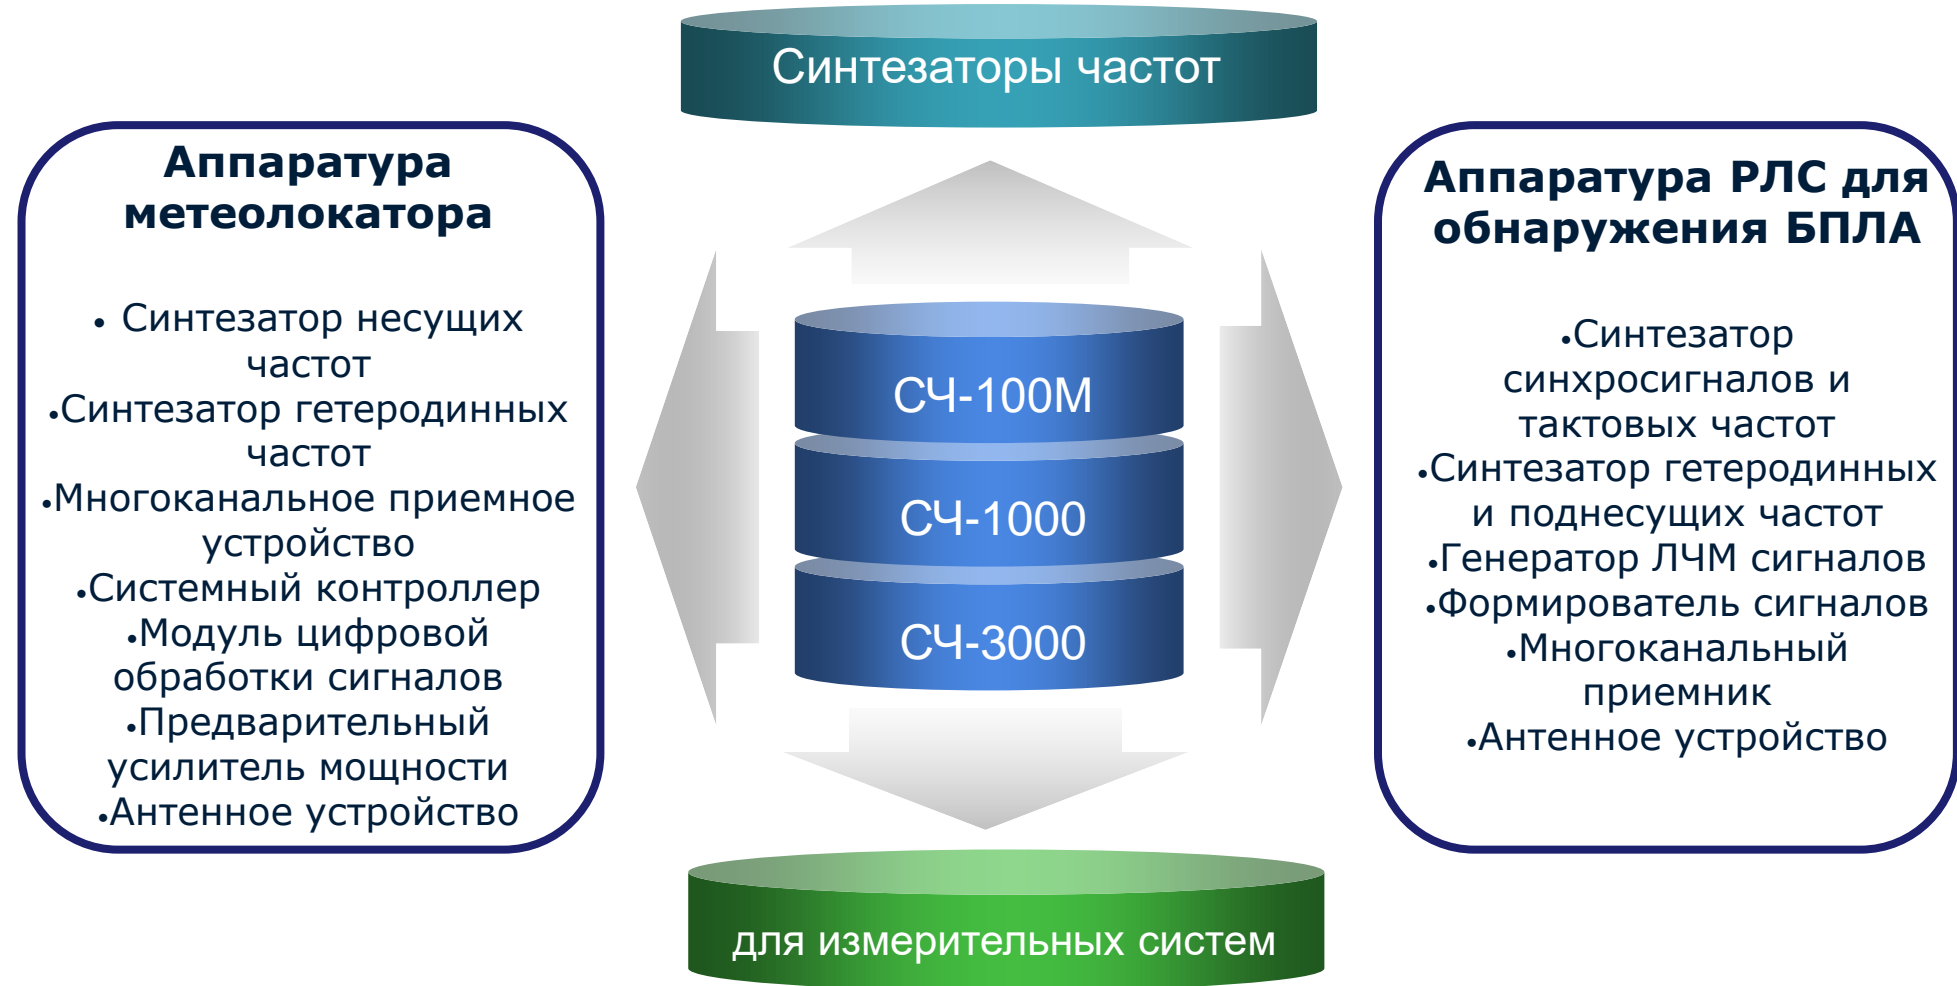 Синтезаторы частот
Аппаратура
метеолокатора
• Синтезатор несущих
частот
•Синтезатор гетеродинных
частот
•Многоканальное приемное
устройство
•Системный контроллер
•Модуль цифровой
обработки сигналов
•Предварительный
усилитель мощности
•Антенное устройство
СЧ-100М
СЧ-1000
СЧ-3000
Аппаратура РЛС для
обнаружения БПЛА
•Синтезатор
синхросигналов и
тактовых частот
•Синтезатор гетеродинных
и поднесущих частот
•Генератор ЛЧМ сигналов
•Формирователь сигналов
•Многоканальный
приемник
•Антенное устройство
для измерительных систем